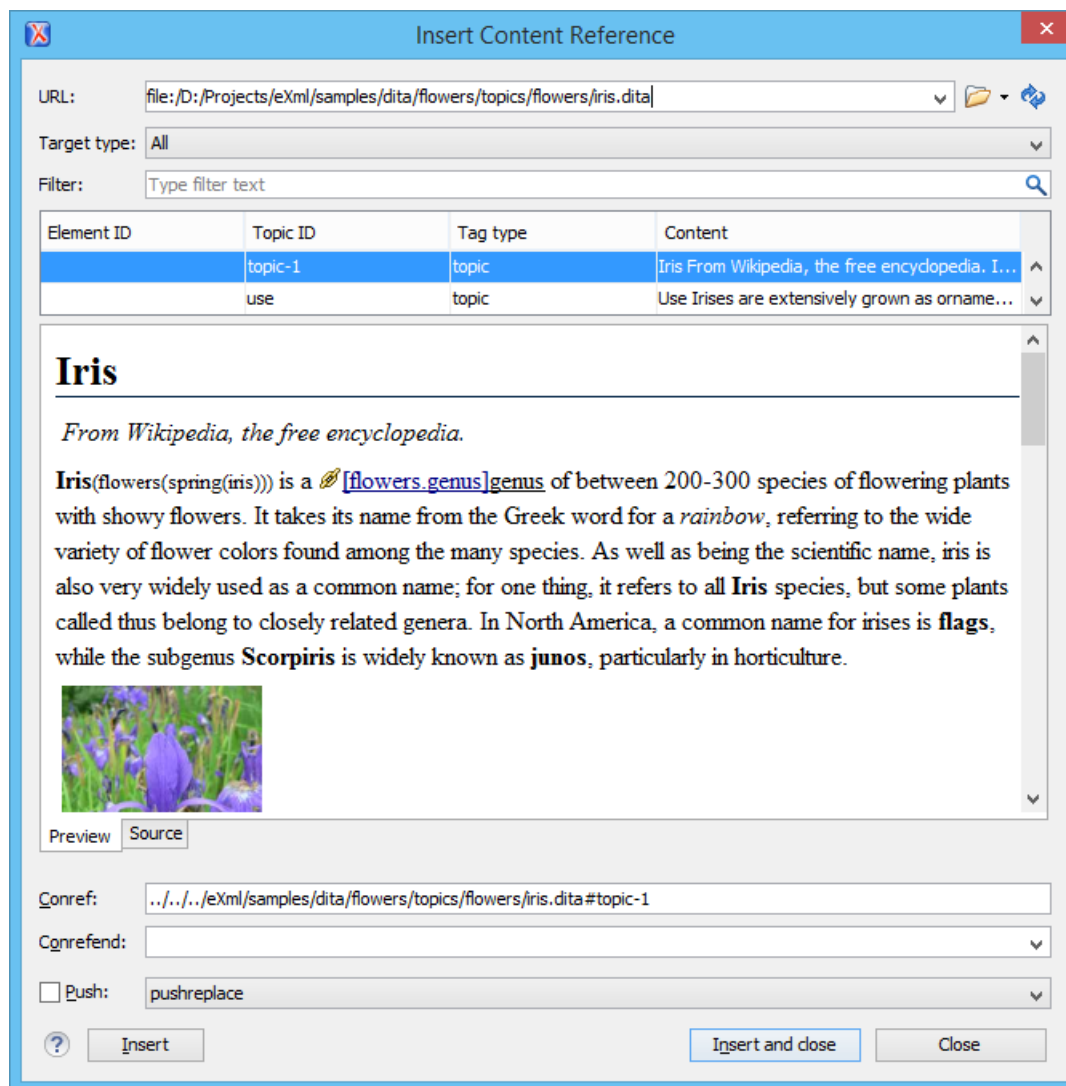 Insert Content Reference
URL: file:/D:/Projects/eXml/samples/dita/flowers/topics/flowers/iris.dita
Target type: All
Filter: Type filter text
Element ID Topic ID Tag type Content
topic-1 topic Iris From Wikipedia, the free encyclopedia. I...
use topic Use Irises are extensively grown as orname...
Iris
From Wikipedia, the free encyclopedia.
Iris(flowers(spring(iris))) is a [flowers.genus]genus of between 200-300 species of flowering plants
with showy flowers. It takes its name from the Greek word for a rainbow, referring to the wide
variety of flower colors found among the many species. As well as being the scientific name, iris is
also very widely used as a common name; for one thing, it refers to all Iris species, but some plants
called thus belong to closely related genera. In North America, a common name for irises is flags,
while the subgenus Scorpiris is widely known as junos, particularly in horticulture.
Preview Source
Conref: ../../../eXml/samples/dita/flowers/topics/flowers/iris.dita#topic-1
Conrefend:
Push: pushreplace
? Insert Insert and close Close